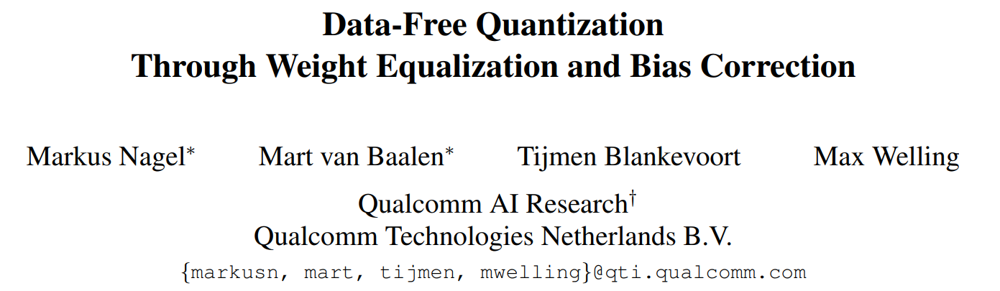 Data-Free Quantization
Through Weight Equalization and Bias Correction
Markus Nagel* Mart van Baalen* Tijmen Blankevoort Max Welling
Qualcomm AI Research†
Qualcomm Technologies Netherlands B.V.
{markusn, mart, tijmen, mwelling}@qti.qualcomm.com